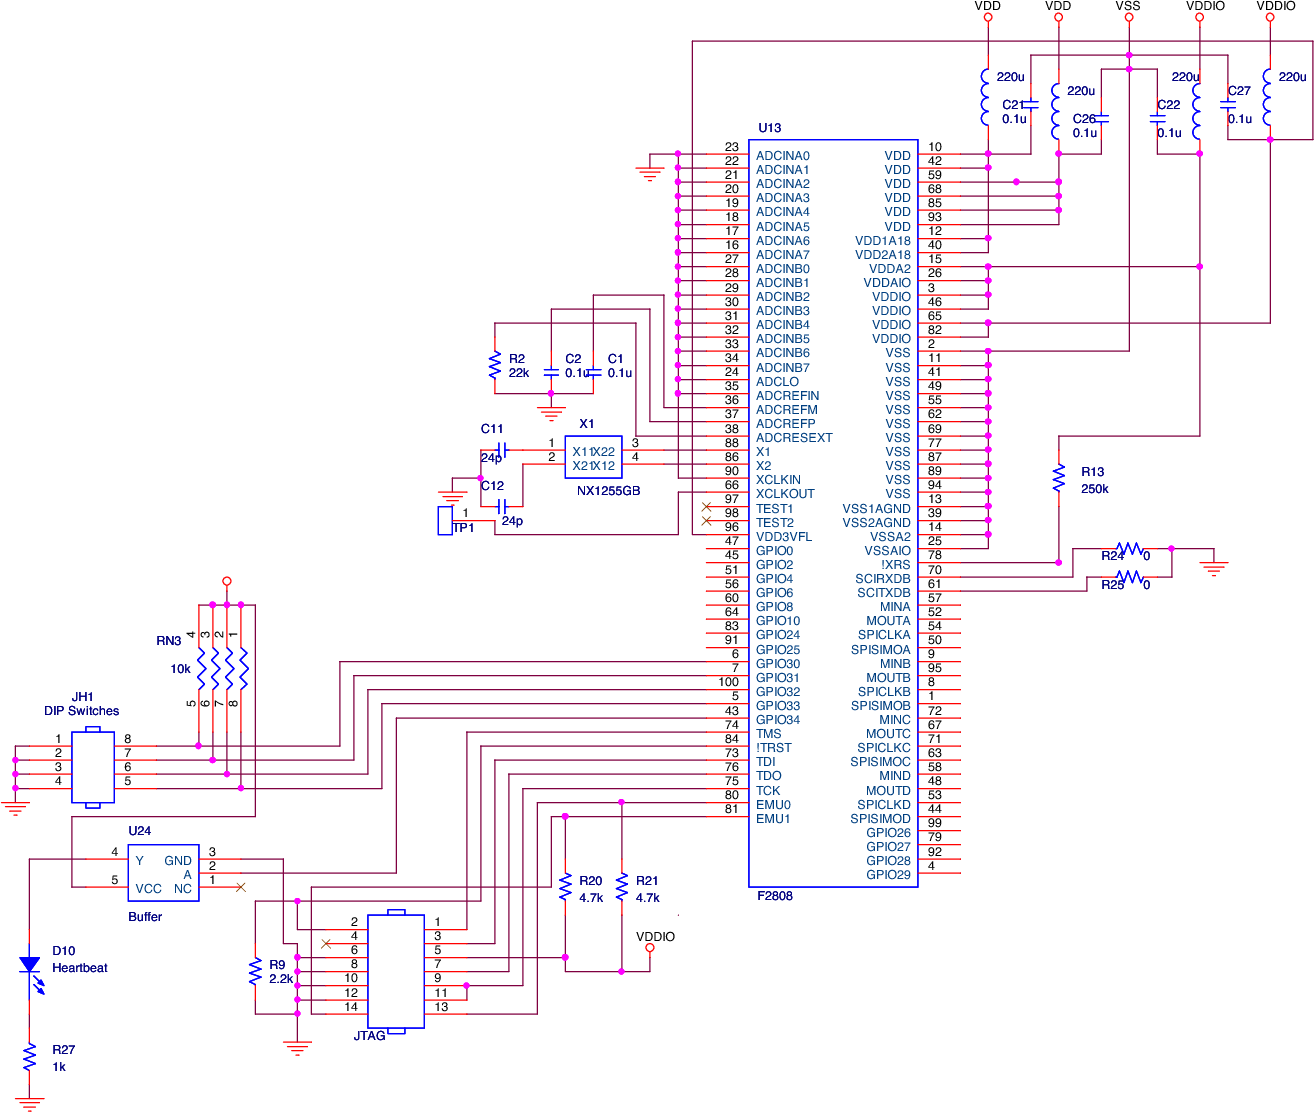 VDD VDD VSS VDDIO VDDIO
220u 220u 220u 220u
C21 0.1u
C26 0.1u
C22 0.1u
C27 0.1u
U13
23 ADCINA0 VDD 10
22 ADCINA1 VDD 42
21 ADCINA2 VDD 59
20 ADCINA3 VDD 68
19 ADCINA4 VDD 85
18 ADCINA5 VDD 93
17 ADCINA6 VDD1A18 12
16 ADCINA7 VDD2A18 40
27 ADCINB0 VDDA2 15
28 ADCINB1 VDDAIO 26
29 ADCINB2 VDDIO 3
30 ADCINB3 VDDIO 46
31 ADCINB4 VDDIO 65
32 ADCINB5 VDDIO 82
33 ADCINB6 VSS 2
34 ADCINB7 VSS 11
24 ADCLO VSS 41
35 ADCREFIN VSS 49
36 ADCREFM VSS 55
37 ADCREFP VSS 62
38 ADCRESEXT VSS 69
88 X1 VSS 77
86 X2 VSS 87
90 XCLKIN VSS 89
66 XCLKOUT VSS 94
97 TEST1 VSS1AGND 13
98 TEST2 VSS2AGND 39
96 VDD3VFL VSSA2 14
47 GPIO0 VSSAIO 25
45 GPIO2 !XRS 78
51 GPIO4 SCIRXDB 70
56 GPIO6 SCITXDB 61
60 GPIO8 MINA 57
64 GPIO10 MOUTA 52
83 GPIO24 SPICLKA 54
91 GPIO25 SPISIMOA 50
6 GPIO30 MINB 9
7 GPIO31 MOUTB 95
100 GPIO32 SPICLKB 8
5 GPIO33 SPISIMOB 1
43 GPIO34 MINC 72
74 TMS MOUTC 67
84 !TRST SPICLKC 71
73 TDI SPISIMOC 63
76 TDO MIND 58
75 TCK MOUTD 48
80 EMU0 SPICLKD 53
81 EMU1 SPISIMOD 44
GPIO26 99
GPIO27 79
GPIO28 92
GPIO29 4
F2808
R2 22k
C2 0.1u
C1 0.1u
C11 24p
C12 24p
X1
1 X11X22 3
2 X21X12 4
NX1255GB
1 TP1
R13 250k
R24 0
R25 0
RN3 10k
4 3 2 1
5 6 7 8
JH1
DIP Switches
1 8
2 7
3 6
4 5
U24
4 Y GND 3
A 2
5 VCC NC 1
Buffer
D10
Heartbeat
R27
1k
R9
2.2k
2 1
4 3
6 5
8 7
10 9
12 11
14 13
JTAG
R20 4.7k
R21 4.7k
VDDIO